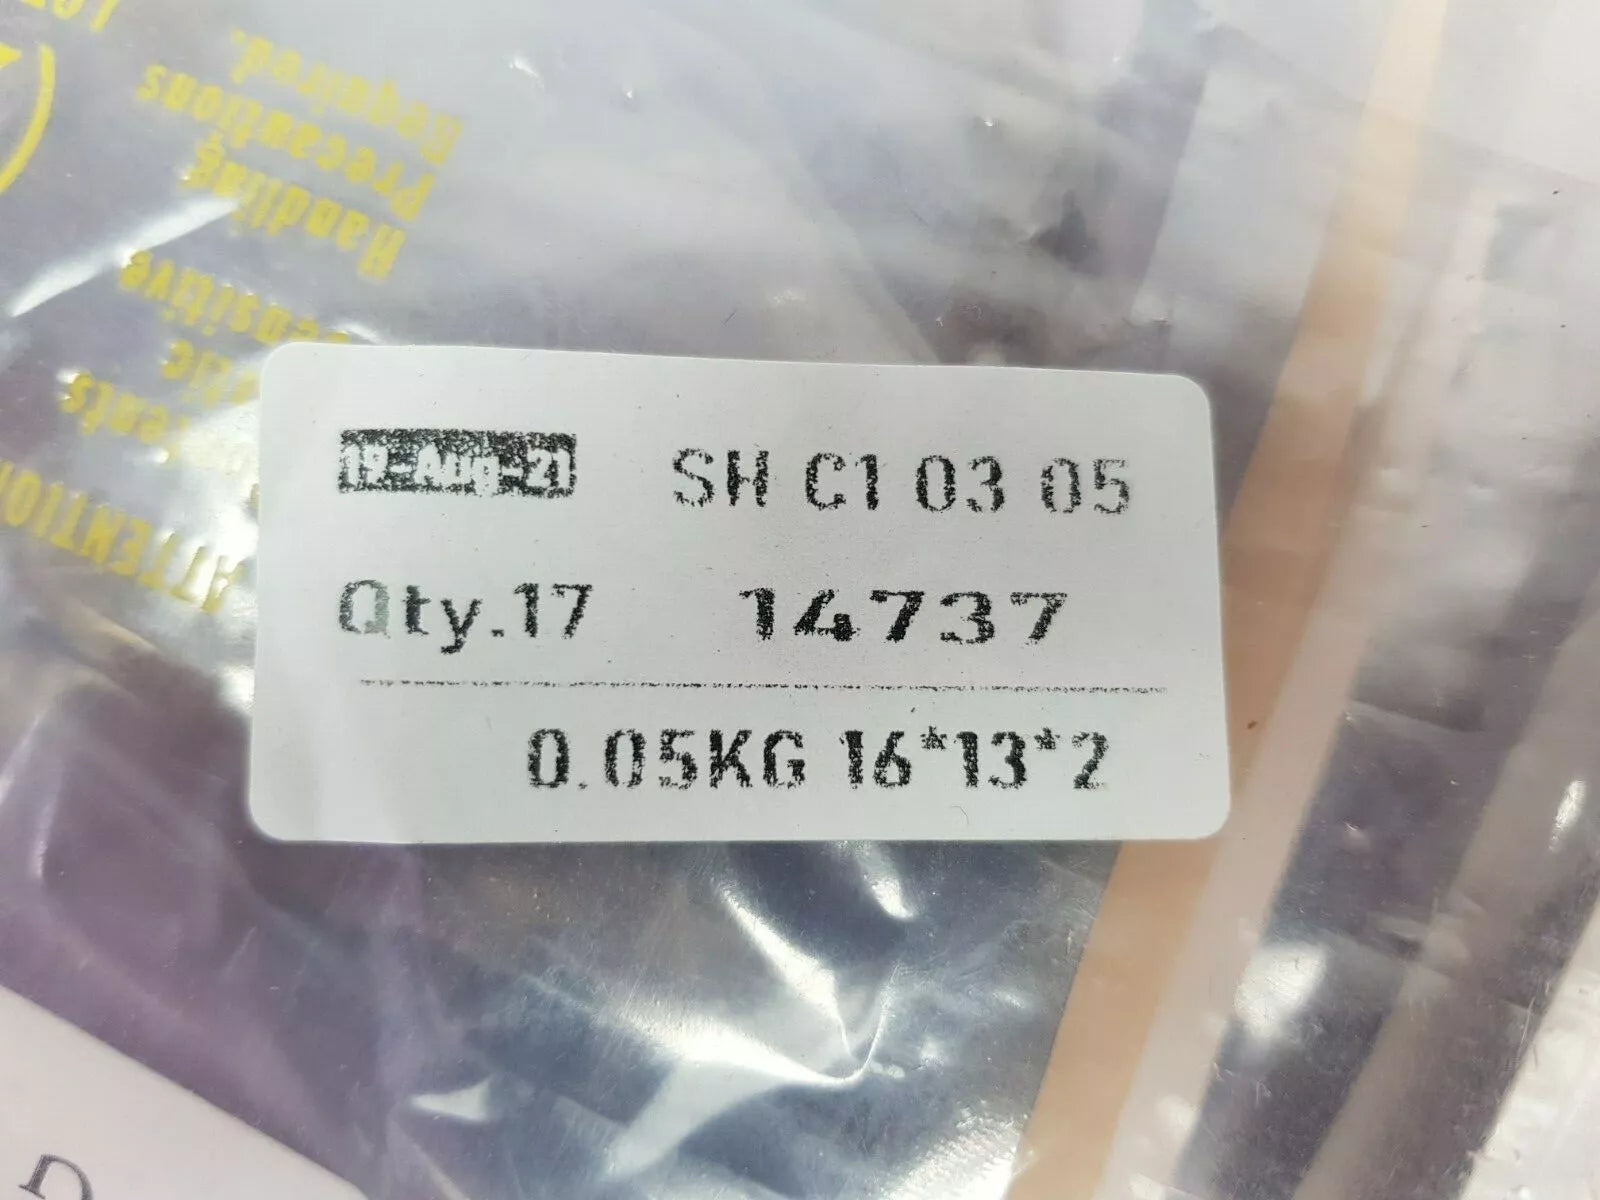 19-Aug-21 SH C1 03 05
Qty.17 14737
0.05KG 16*13*2
ATTENTION
Sensitive
Handling
Precautions
Required.
D